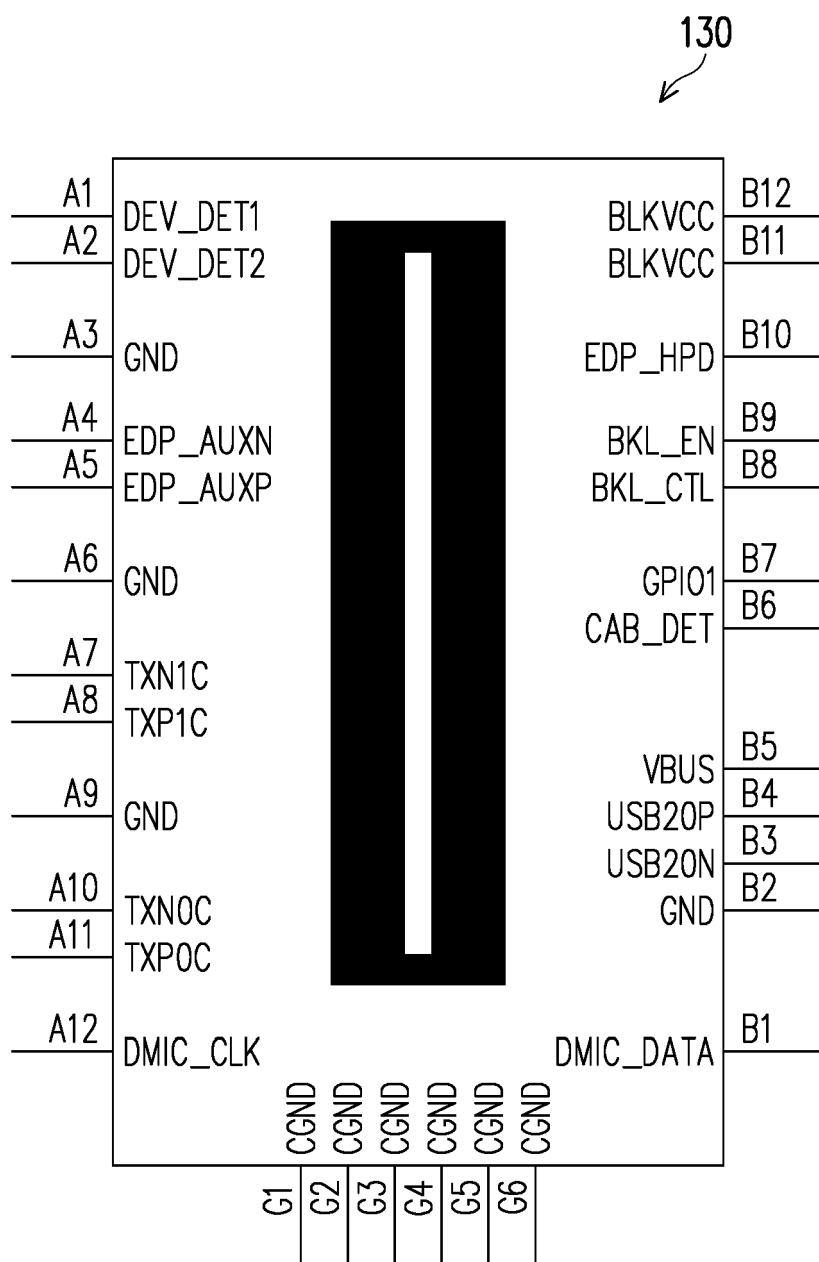 130
A1 DEV_DET1
A2 DEV_DET2
A3 GND
A4 EDP_AUXN
A5 EDP_AUXP
A6 GND
A7 TXN1C
A8 TXP1C
A9 GND
A10 TXN0C
A11 TXP0C
A12 DMIC_CLK
BLKVCC B12
BLKVCC B11
EDP_HPD B10
BKL_EN B9
BKL_CTL B8
GPIO1 B7
CAB_DET B6
VBUS B5
USB20P B4
USB20N B3
GND B2
DMIC_DATA B1
CGND CGND CGND CGND CGND CGND
G1 G2 G3 G4 G5 G6